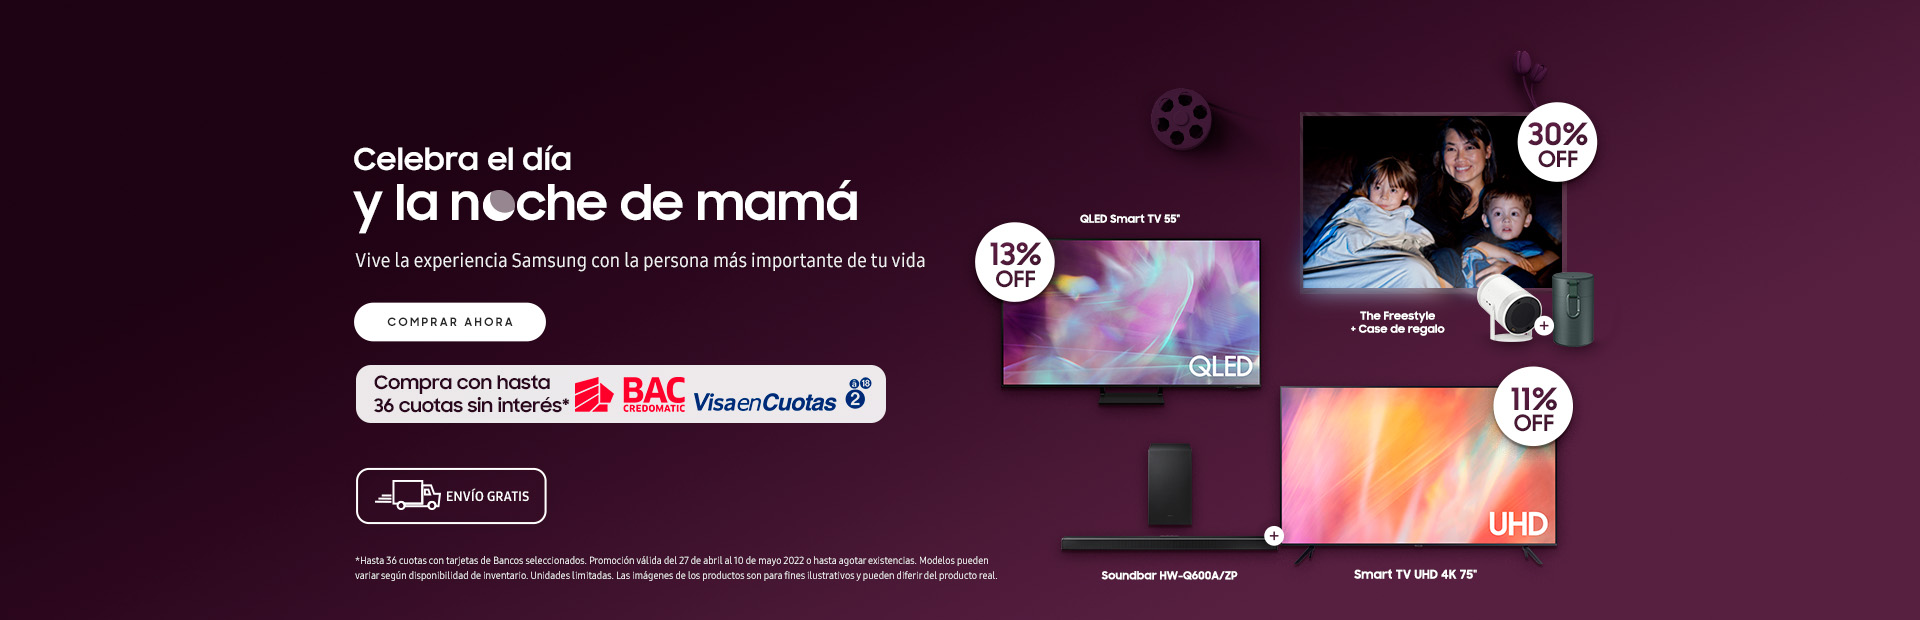 Celebra el día
y la noche de mamá
Vive la experiencia Samsung con la persona más importante de tu vida
COMPRAR AHORA
Compra con hasta
36 cuotas sin interés*
BAC
CREDOMATIC
VisaenCuotas
2 a 18
ENVÍO GRATIS
*Hasta 36 cuotas con tarjetas de Bancos seleccionados. Promoción válida del 27 de abril al 10 de mayo 2022 o hasta agotar existencias. Modelos pueden
variar según disponibilidad de inventario. Unidades limitadas. Las imágenes de los productos son para fines ilustrativos y pueden diferir del producto real.
QLED Smart TV 55"
13%
OFF
QLED
30%
OFF
The Freestyle
+ Case de regalo
+
11%
OFF
UHD
+
Soundbar HW-Q600A/ZP
Smart TV UHD 4K 75"